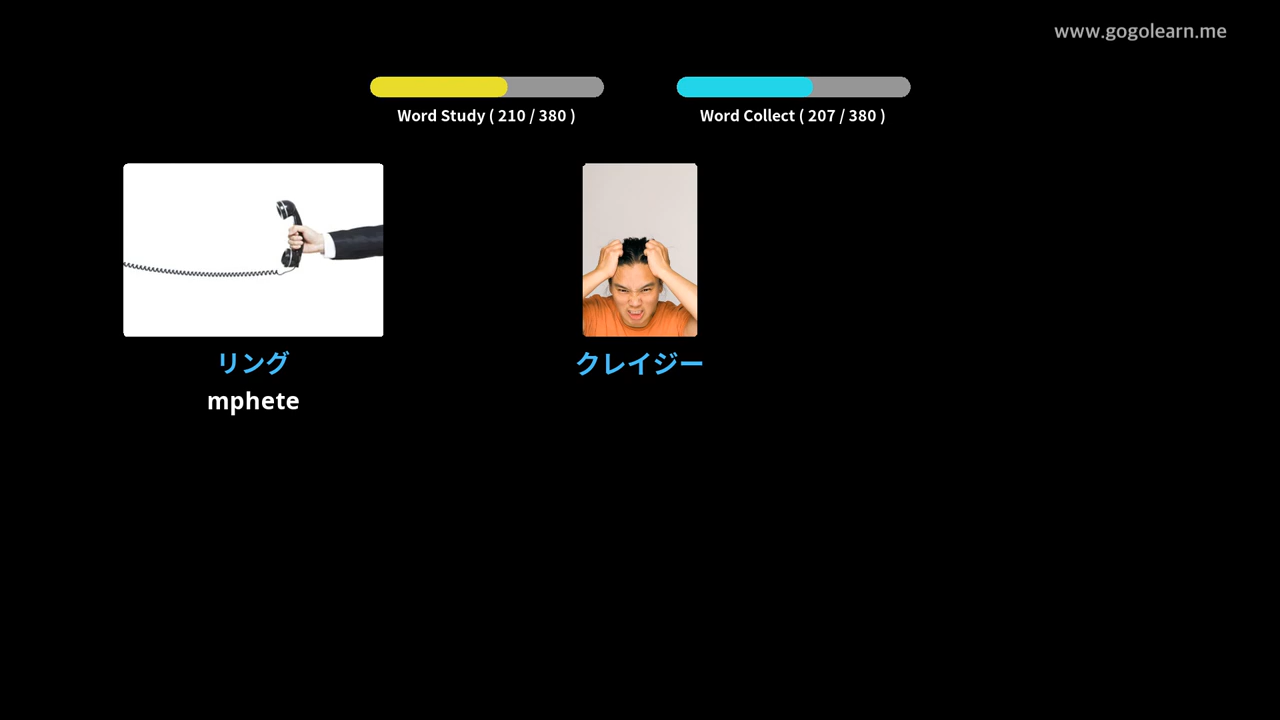 www.gogolearn.me
Word Study ( 210 / 380 )
Word Collect ( 207 / 380 )
リング
mphete
クレイジー